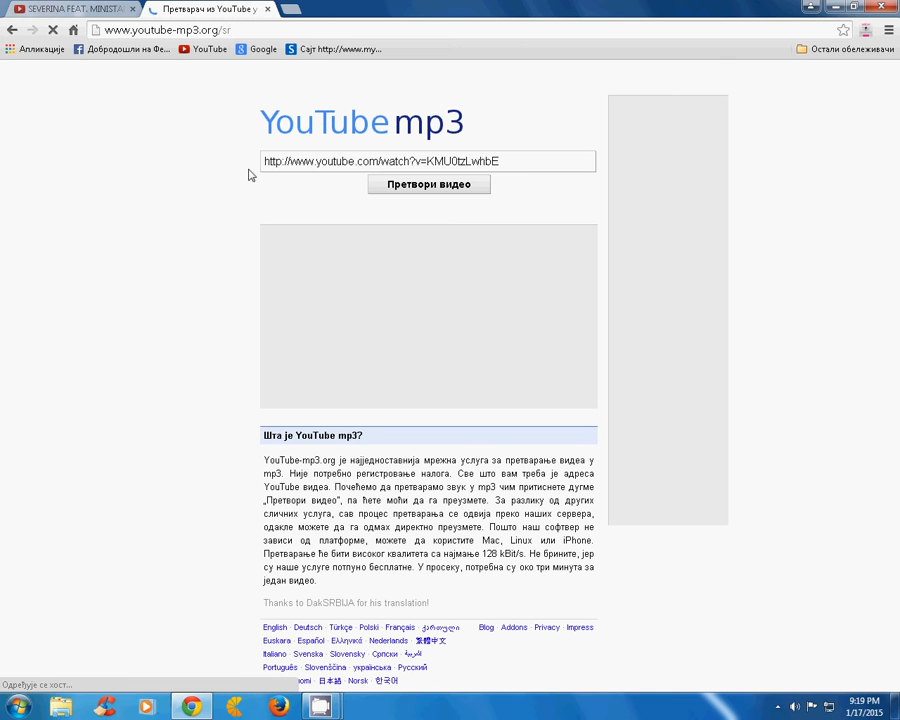 SEVERINA FEAT. MINISTA
Претварач из YouTube у
www.youtube-mp3.org/sr
Апликације
Добродошли на Фе...
YouTube
Google
Сајт http://www.my...
Остали обележивачи
YouTube mp3
http://www.youtube.com/watch?v=KMU0tzLwhbE
Претвори видео
Шта је YouTube mp3?
YouTube-mp3.org је најједноставнија мрежна услуга за претварање видеа у
mp3. Није потребно регистровање налога. Све што вам треба је адреса
YouTube видеа. Почећемо да претварамо звук у mp3 чим притиснете дугме
„Претвори видео", па ћете моћи да га преузмете. За разлику од других
сличних услуга, сав процес претварања се одвија преко наших сервера,
одакле можете да га одмах директно преузмете. Пошто наш софтвер не
зависи од платформе, можете да користите Mac, Linux или iPhone.
Претварање ће бити високог квалитета са најмање 128 kBit/s. Не брините, јер
су наше услуге потпуно бесплатне. У просеку, потребна су око три минута за
један видео.
Thanks to DakSRBIJA for his translation!
English · Deutsch · Türkçe · Polski · Français · ქართული
Blog · Addons · Privacy · Impress
Euskara · Español · Ελληνικά · Nederlands · 繁體中文
Italiano · Svenska · Slovensky · Српски · العربية
Português · Slovenščina · українська · Русский
omi · 日本語 · Norsk · 한국어
Одређује се хост...
9:19 PM
1/17/2015